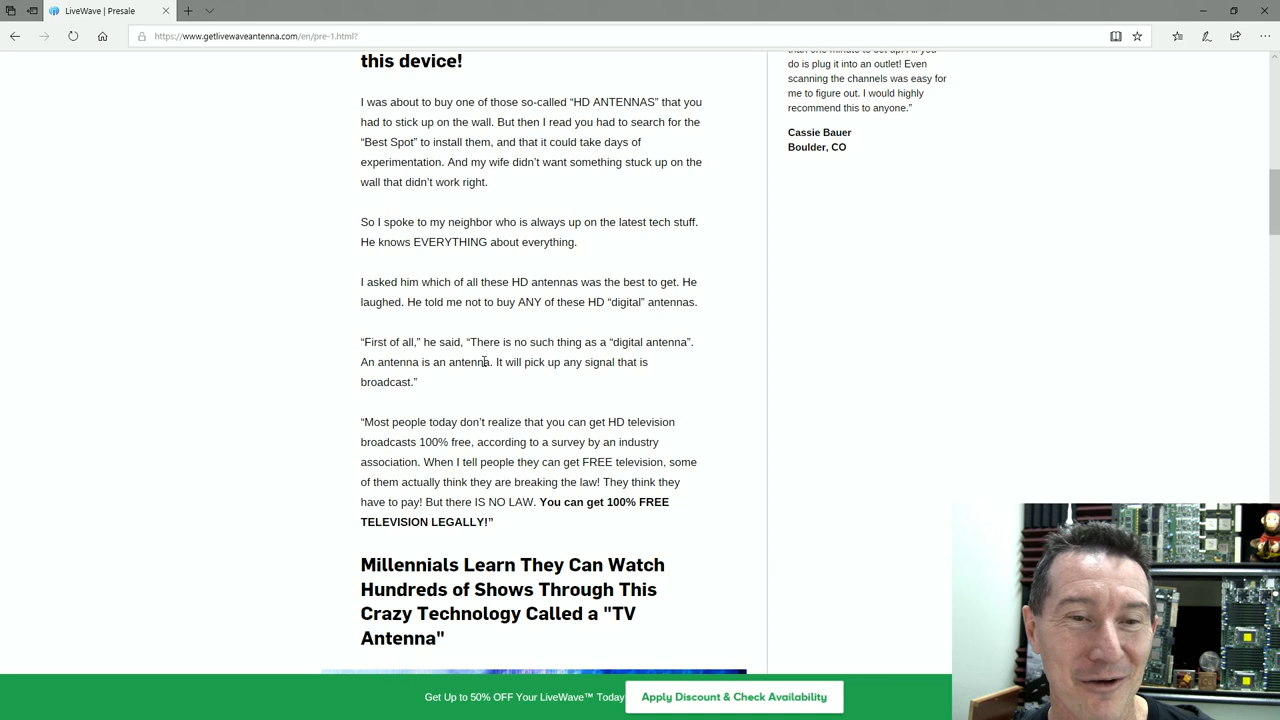 LiveWave | Presale
https://www.getlivewaveantenna.com/en/pre-1.html?
this device!
I was about to buy one of those so-called “HD ANTENNAS” that you
had to stick up on the wall. But then I read you had to search for the
“Best Spot” to install them, and that it could take days of
experimentation. And my wife didn’t want something stuck up on the
wall that didn’t work right.
So I spoke to my neighbor who is always up on the latest tech stuff.
He knows EVERYTHING about everything.
I asked him which of all these HD antennas was the best to get. He
laughed. He told me not to buy ANY of these HD “digital” antennas.
“First of all,” he said, “There is no such thing as a “digital antenna”.
An antenna is an antenna. It will pick up any signal that is
broadcast.”
“Most people today don’t realize that you can get HD television
broadcasts 100% free, according to a survey by an industry
association. When I tell people they can get FREE television, some
of them actually think they are breaking the law! They think they
have to pay! But there IS NO LAW. You can get 100% FREE
TELEVISION LEGALLY!”
Millennials Learn They Can Watch
Hundreds of Shows Through This
Crazy Technology Called a "TV
Antenna"
than one minute to set up. All you
do is plug it into an outlet! Even
scanning the channels was easy for
me to figure out. I would highly
recommend this to anyone.”
Cassie Bauer
Boulder, CO
Get Up to 50% OFF Your LiveWave™ Today
Apply Discount & Check Availability